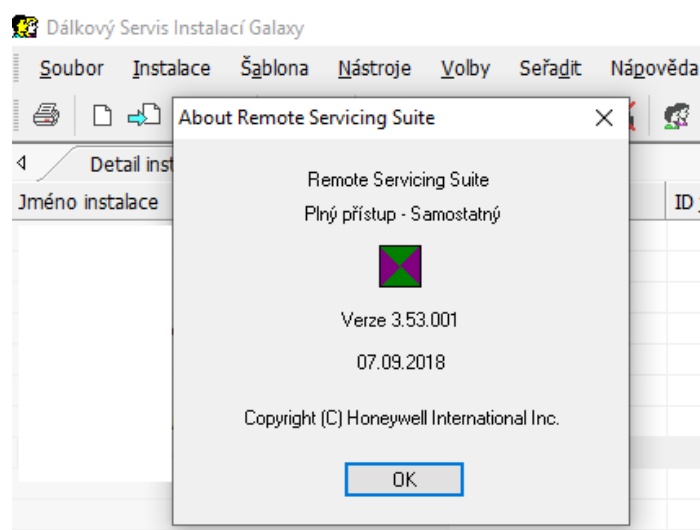 Dálkový Servis Instalací Galaxy
Soubor Instalace Šablona Nástroje Volby Seřadit Nápověda
About Remote Servicing Suite
Detail inst
Jméno instalace
ID
Remote Servicing Suite
Plný přístup - Samostatný
Verze 3.53.001
07.09.2018
Copyright (C) Honeywell International Inc.
OK